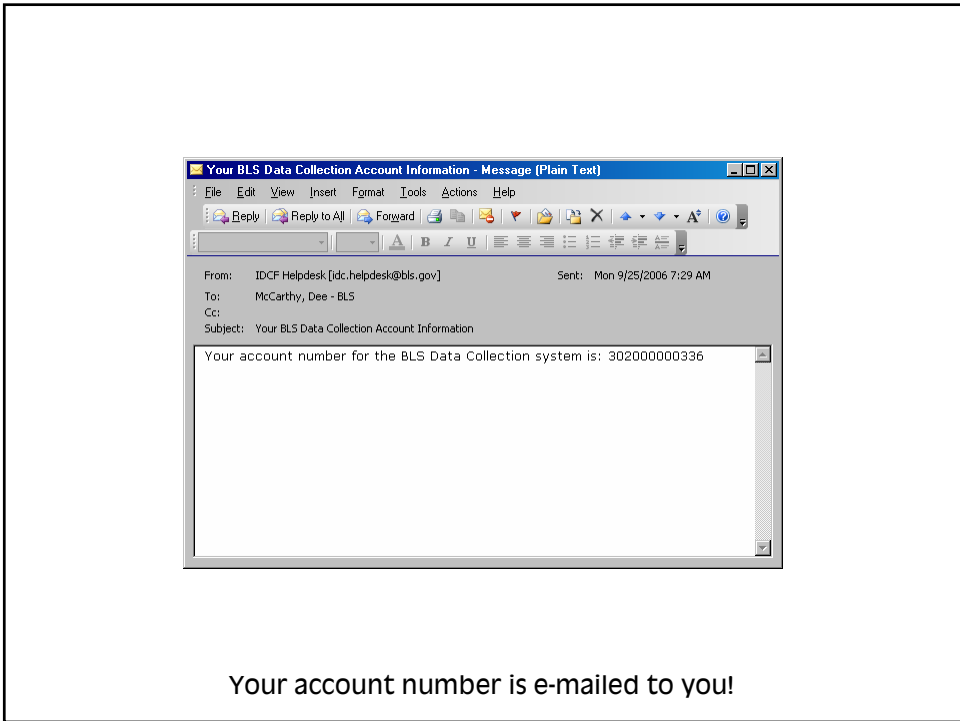 Your BLS Data Collection Account Information - Message (Plain Text)
File Edit View Insert Format Tools Actions Help
Reply Reply to All Forward
A B I U
From: IDCF Helpdesk [idc.helpdesk@bls.gov] Sent: Mon 9/25/2006 7:29 AM
To: McCarthy, Dee - BLS
Cc:
Subject: Your BLS Data Collection Account Information
Your account number for the BLS Data Collection system is: 302000000336
Your account number is e-mailed to you!